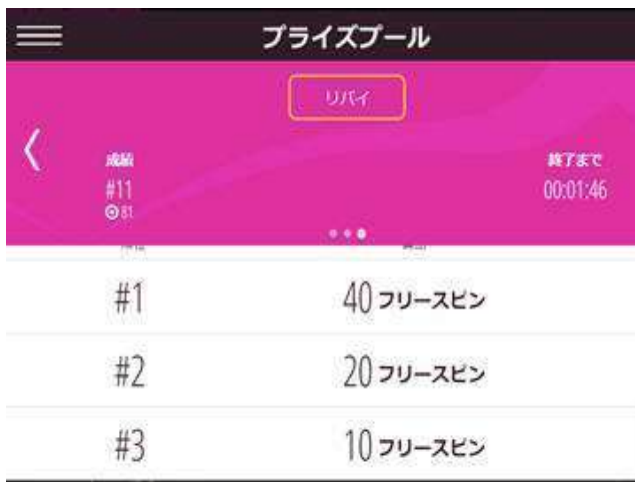 プライズプール
リバイ
成績
終了まで
#11
00:01:46
81
#1 40 フリースピン
#2 20 フリースピン
#3 10 フリースピン